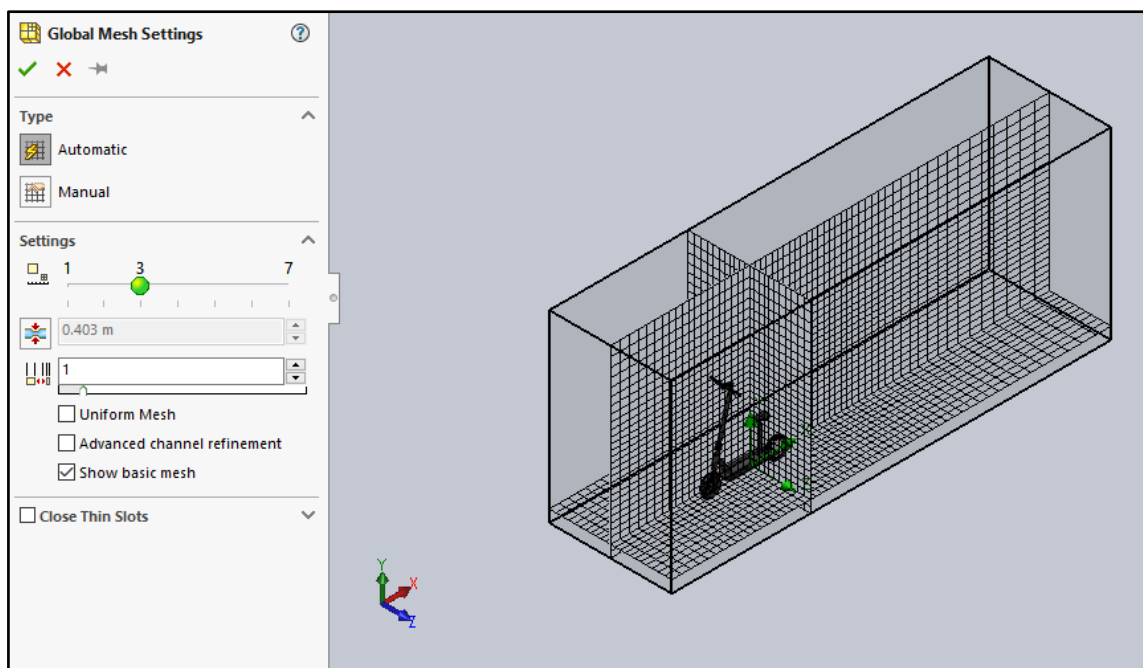 Global Mesh Settings
Type
Automatic
Manual
Settings
1 3 7
0.403 m
1
Uniform Mesh
Advanced channel refinement
Show basic mesh
Close Thin Slots
Y
X
Z